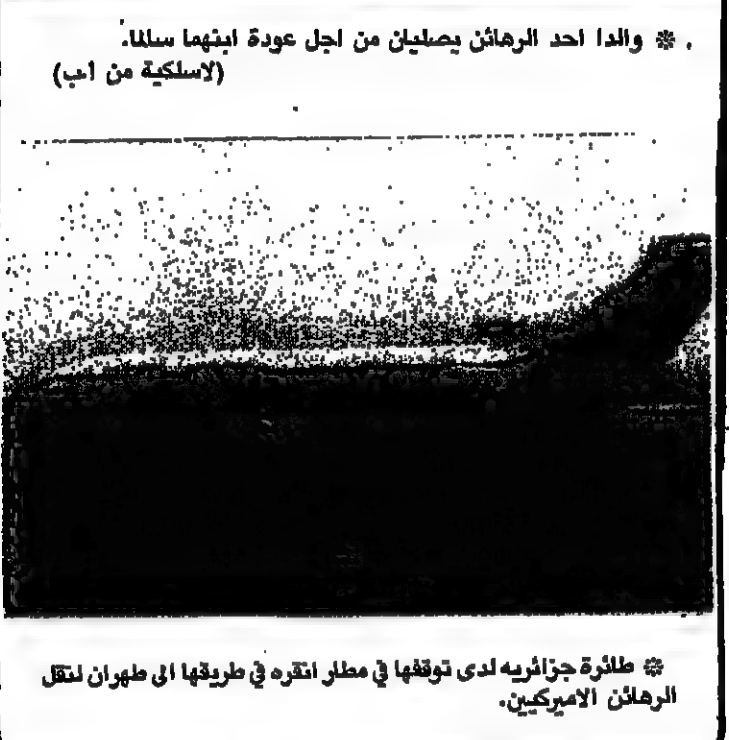 ❊ والدا احد الرهائن يصليان من اجل عودة ابنهما سالما.
(لاسلكية من أ.ب)
❊ طائرة جزائريه لدى توقفها في مطار انقره في طريقها الى طهران لنقل
الرهائن الاميركيين.